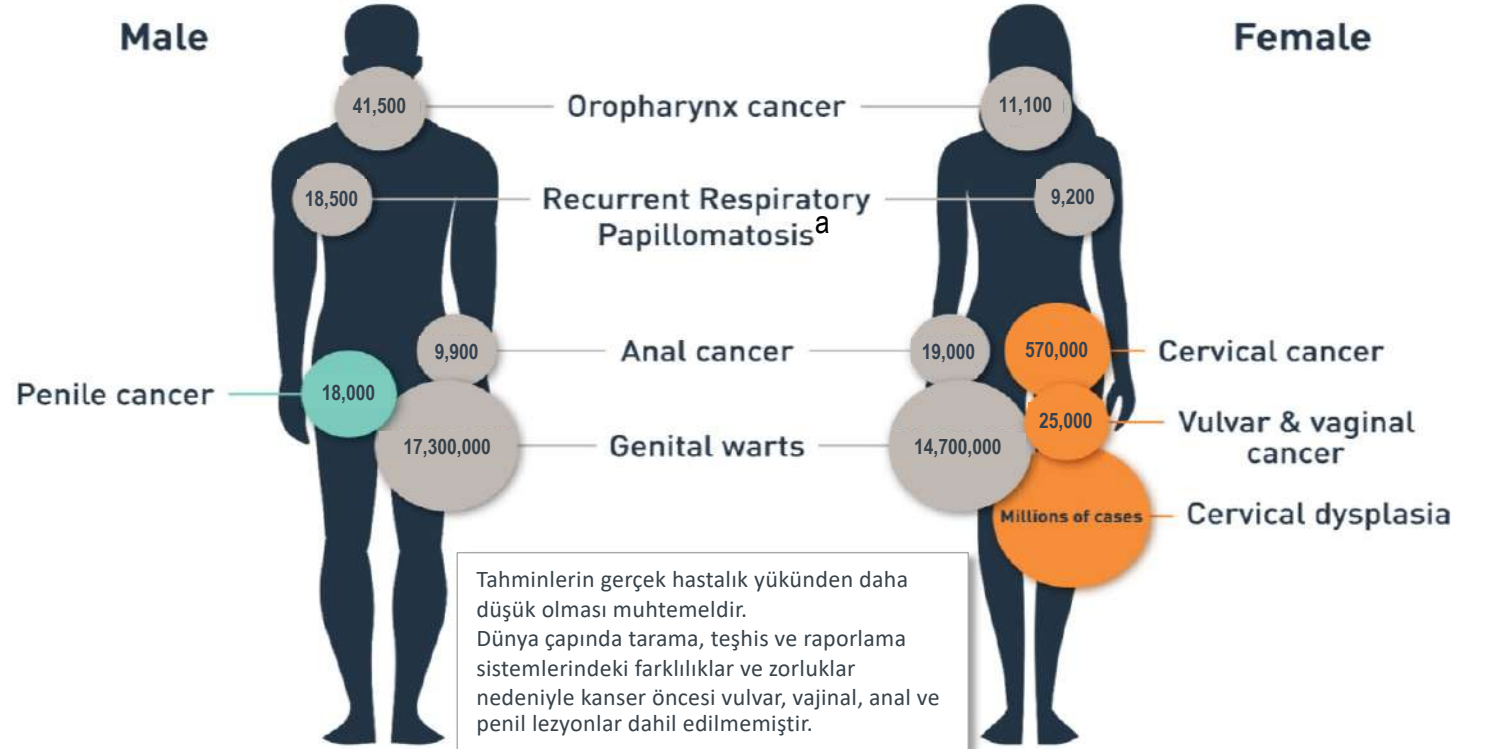 Male
Female
41,500
Oropharynx cancer
11,100
18,500
Recurrent Respiratory
Papillomatosisa
9,200
9,900
Anal cancer
19,000
570,000
Cervical cancer
Penile cancer
18,000
25,000
Vulvar & vaginal
cancer
17,300,000
Genital warts
14,700,000
Millions of cases
Cervical dysplasia
Tahminlerin gerçek hastalık yükünden daha
düşük olması muhtemeldir.
Dünya çapında tarama, teşhis ve raporlama
sistemlerindeki farklılıklar ve zorluklar
nedeniyle kanser öncesi vulvar, vajinal, anal ve
penil lezyonlar dahil edilmemiştir.